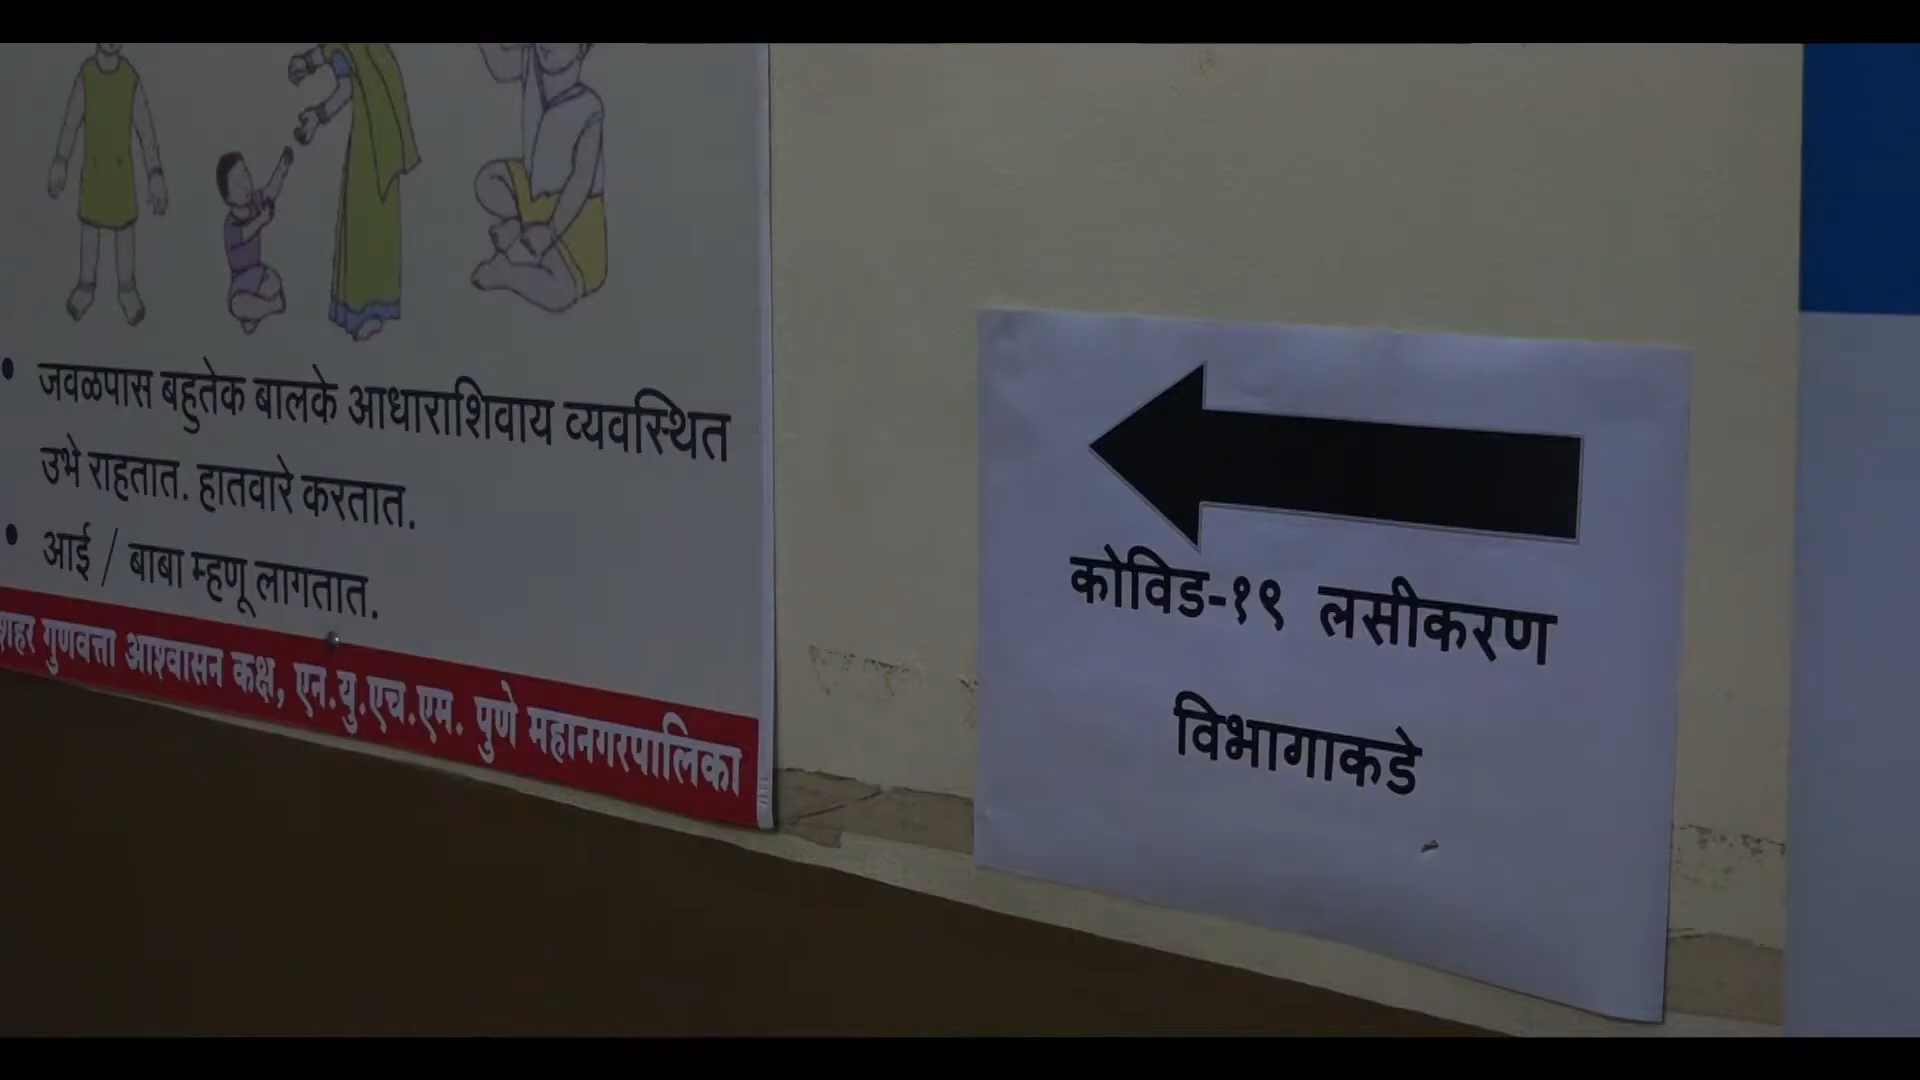 • जवळपास बहुतेक बालके आधाराशिवाय व्यवस्थित
उभे राहतात. हातवारे करतात.
• आई / बाबा म्हणू लागतात.
शहर गुणवत्ता आश्वासन कक्ष, एन.यु.एच.एम. पुणे महानगरपालिका
कोविड-१९ लसीकरण
विभागाकडे